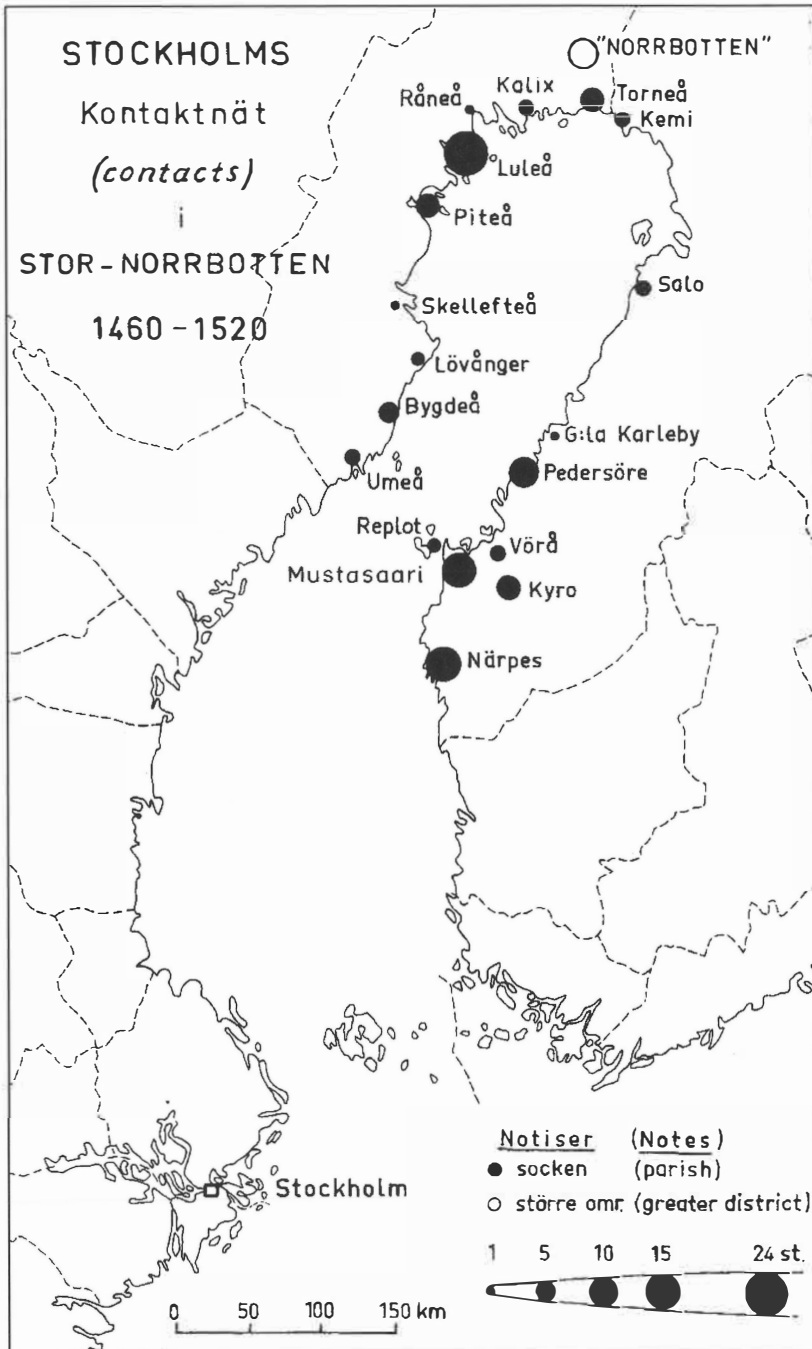 STOCKHOLMS
Kontaktnät
(contacts)
i
STOR-NORRBOTTEN
1460-1520
"NORRBOTTEN"
Råneå
Kalix
Torneå
Kemi
Luleå
Piteå
Salo
Skellefteå
Lövånger
Bygdeå
G:la Karleby
Umeå
Pedersöre
Replot
Vörå
Mustasaari
Kyro
Närpes
Stockholm
Notiser (Notes)
socken (parish)
större omr. (greater district)
1 5 10 15 24 st.
0 50 100 150 km